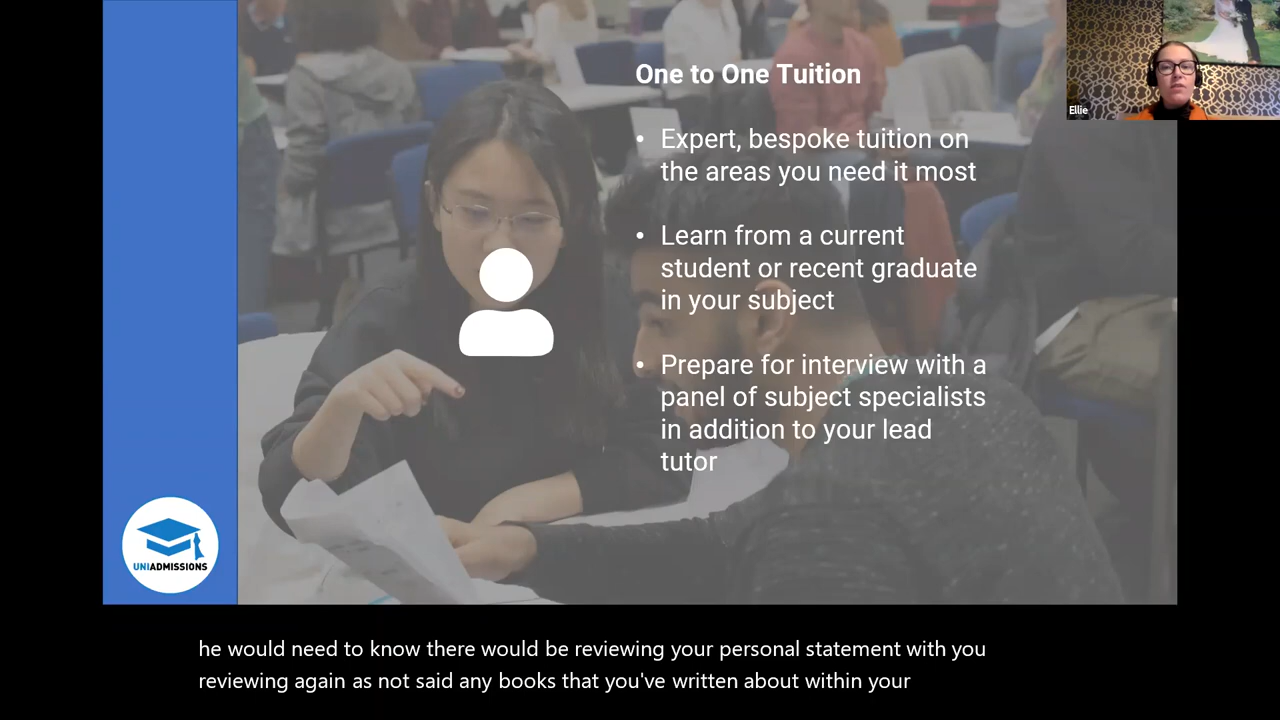 One to One Tuition
Ellie
• Expert, bespoke tuition on
the areas you need it most
• Learn from a current
student or recent graduate
in your subject
• Prepare for interview with a
panel of subject specialists
in addition to your lead
tutor
UNIADMISSIONS
he would need to know there would be reviewing your personal statement with you
reviewing again as not said any books that you've written about within your